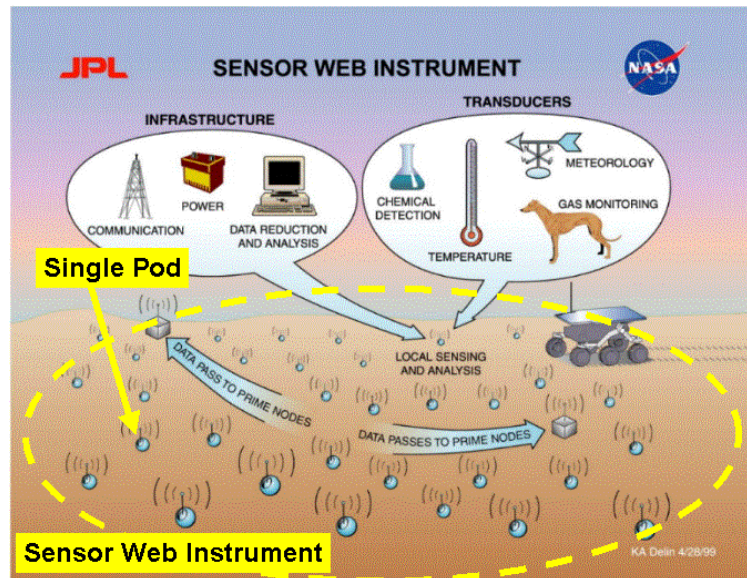 JPL
SENSOR WEB INSTRUMENT
NASA
INFRASTRUCTURE
TRANSDUCERS
COMMUNICATION
POWER
DATA REDUCTION
AND ANALYSIS
CHEMICAL
DETECTION
TEMPERATURE
METEOROLOGY
GAS MONITORING
Single Pod
LOCAL SENSING
AND ANALYSIS
DATA PASS TO PRIME NODES
DATA PASSES TO PRIME NODES
Sensor Web Instrument
KA Delin 4/28/99